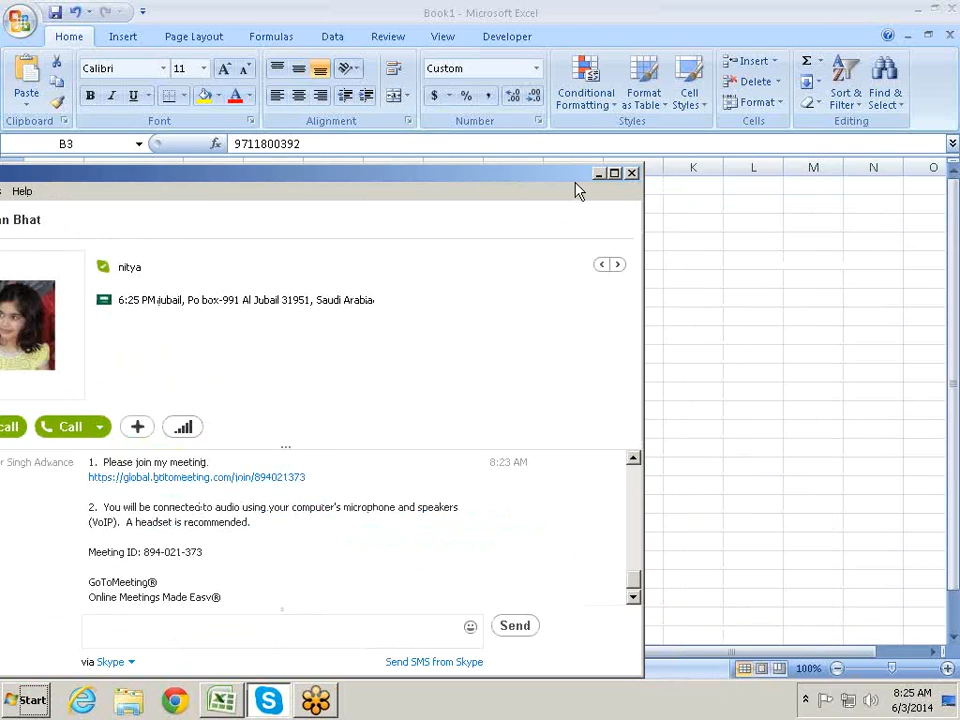 Book1 - Microsoft Excel
Home Insert Page Layout Formulas Data Review View Developer
Paste
Calibri 11
B I U
Custom
$ % ,
Conditional Formatting
Format as Table
Cell Styles
Insert
Delete
Format
Sort & Filter
Find & Select
Clipboard Font Alignment Number Styles Cells Editing
B3 fx 9711800392
K L M N O
s Help
n Bhat
nitya
6:25 PM jubail, Po box-991 Al Jubail 31951, Saudi Arabia
call Call
r Singh Advance 1. Please join my meeting. 8:23 AM
https://global.gotomeeting.com/join/894021373
2. You will be connected to audio using your computer's microphone and speakers
(VoIP). A headset is recommended.
Meeting ID: 894-021-373
GoToMeeting®
Online Meetings Made Easy®
Send
via Skype Send SMS from Skype
100%
Start
8:25 AM
6/3/2014